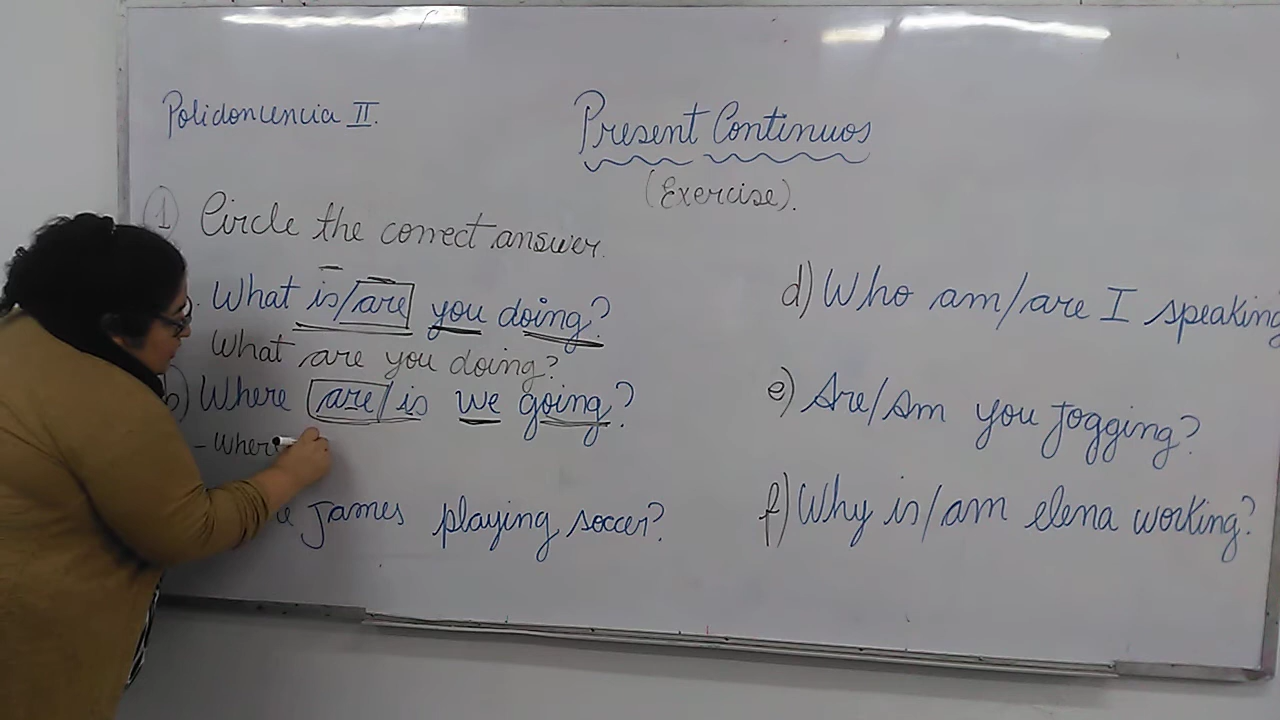 Polidoncencia II.
Present Continuos
(Exercise).
1 Circle the correct answer.
What is/are you doing?
What are you doing?
b) Where are/is we going?
- Wher
James playing soccer?
d) Who am/are I speaking
e) Are/Am you Jogging?
f) Why is/am elena working?